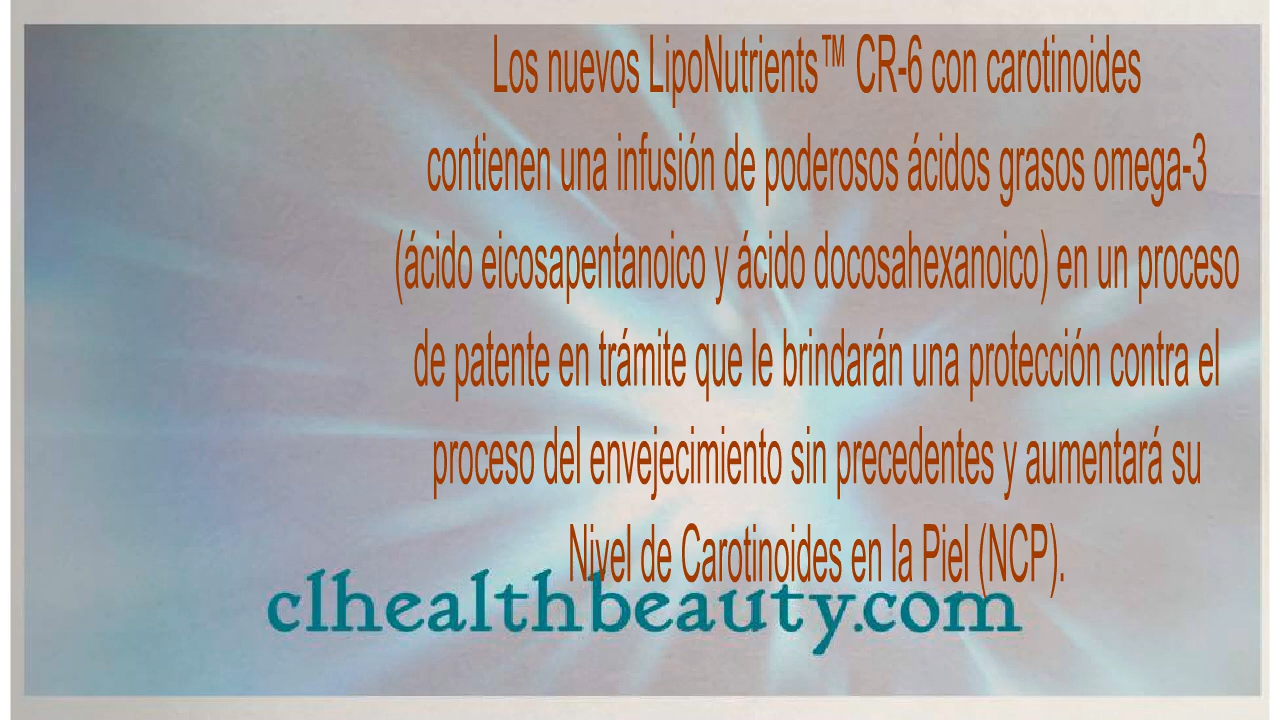 Los nuevos LipoNutrients™ CR-6 con carotinoides
contienen una infusión de poderosos ácidos grasos omega-3
(ácido eicosapentanoico y ácido docosahexanoico) en un proceso
de patente en trámite que le brindarán una protección contra el
proceso del envejecimiento sin precedentes y aumentará su
Nivel de Carotinoides en la Piel (NCP).
clhealthbeauty.com